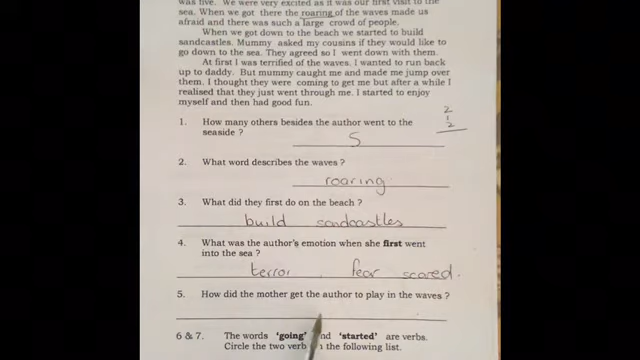 was five. We were very excited as it was our first visit to the
sea. When we got there the roaring of the waves made us
afraid and there was such a large crowd of people.
When we got down to the beach we started to build
sandcastles. Mummy asked my cousins if they would like to
go down to the sea. They agreed so I went down with them.
At first I was terrified of the waves. I wanted to run back
up to daddy. But mummy caught me and made me jump over
them. I thought they were coming to get me but after a while I
realised that they just went through me. I started to enjoy
myself and then had good fun.
2
1
2
1. How many others besides the author went to the
seaside ?
5
2. What word describes the waves ?
roaring
3. What did they first do on the beach ?
build sandcastles
4. What was the author's emotion when she first went
into the sea ?
terror fear scared.
5. How did the mother get the author to play in the waves ?
6 & 7. The words 'going' and 'started' are verbs.
Circle the two verb in the following list.